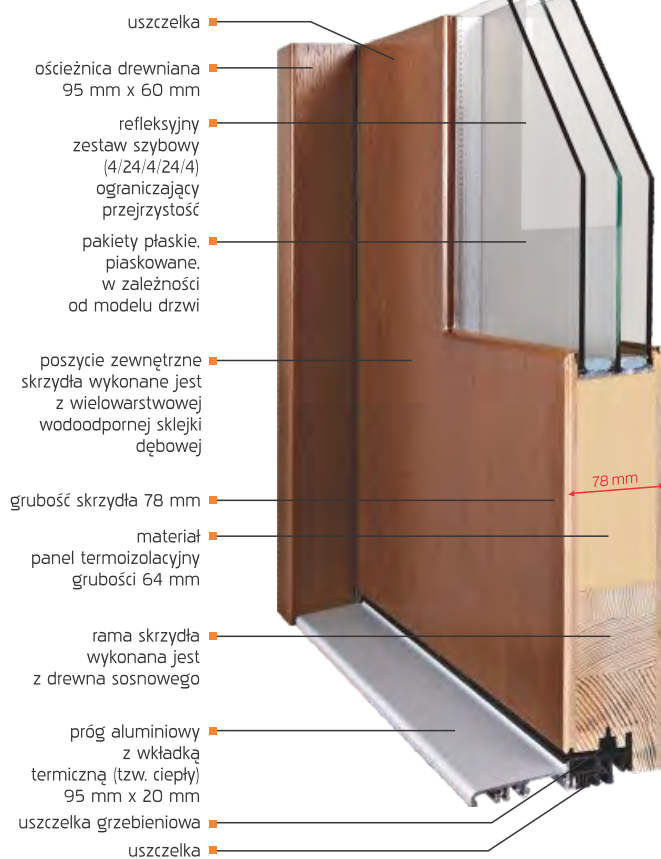 uszczelka
ościeżnica drewniana
95 mm x 60 mm
refleksyjny
zestaw szybowy
(4/24/4/24/4)
ograniczający
przejrzystość
pakiety płaskie,
piaskowane,
w zależności
od modelu drzwi
poszycie zewnętrzne
skrzydła wykonane jest
z wielowarstwowej
wodoodpornej sklejki
dębowej
grubość skrzydła 78 mm
78 mm
materiał
panel termoizolacyjny
grubości 64 mm
rama skrzydła
wykonana jest
z drewna sosnowego
próg aluminiowy
z wkładką
termiczną (tzw. ciepły)
95 mm x 20 mm
uszczelka grzebieniowa
uszczelka